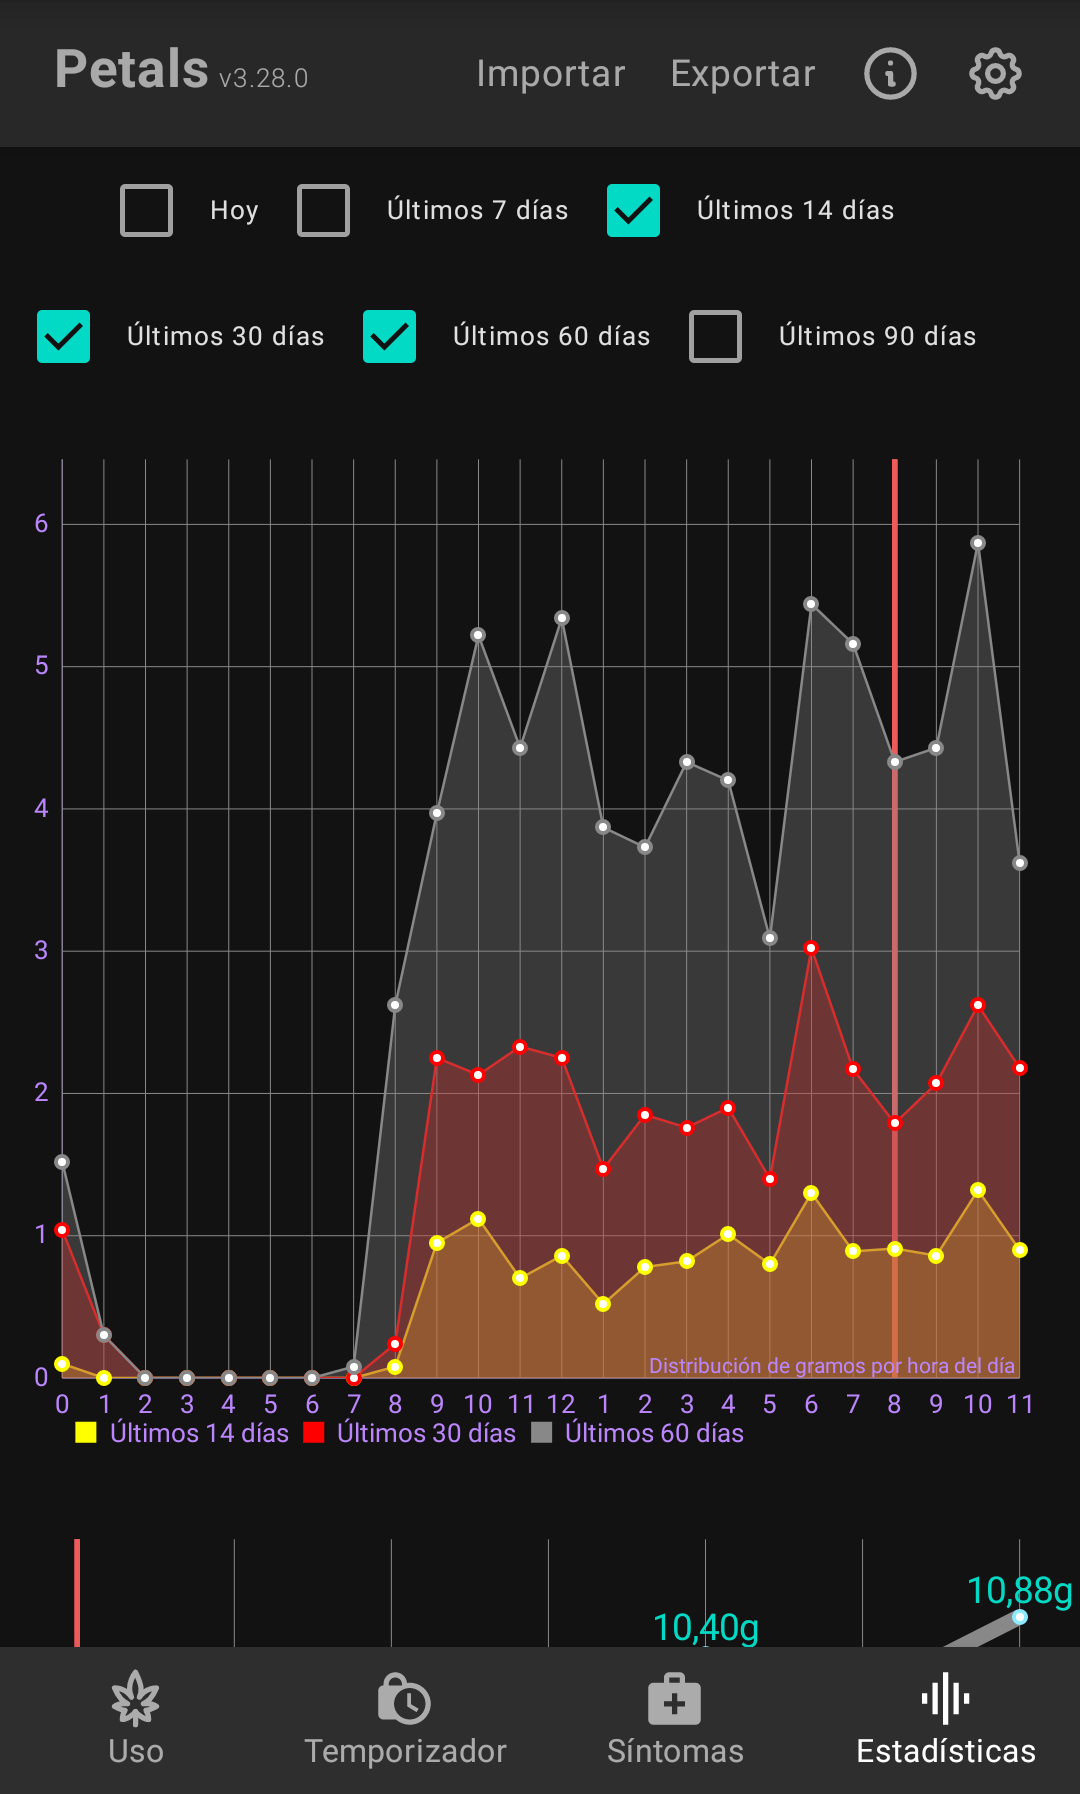 Petals v3.28.0 Importar Exportar
Hoy Últimos 7 días Últimos 14 días
Últimos 30 días Últimos 60 días Últimos 90 días
6
5
4
3
2
1
0
Distribución de gramos por hora del día
0 1 2 3 4 5 6 7 8 9 10 11 12 1 2 3 4 5 6 7 8 9 10 11
Últimos 14 días Últimos 30 días Últimos 60 días
10,88g
10,40g
Uso Temporizador Síntomas Estadísticas